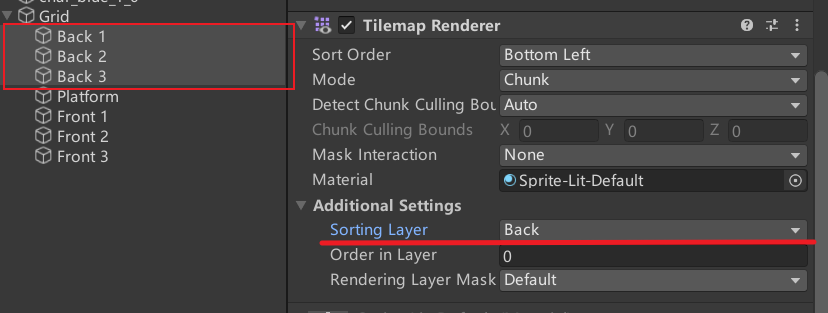 Grid
Back 1
Back 2
Back 3
Platform
Front 1
Front 2
Front 3
Tilemap Renderer
Sort Order Bottom Left
Mode Chunk
Detect Chunk Culling Bou Auto
Chunk Culling Bounds X 0 Y 0 Z 0
Mask Interaction None
Material Sprite-Lit-Default
Additional Settings
Sorting Layer Back
Order in Layer 0
Rendering Layer Mask Default